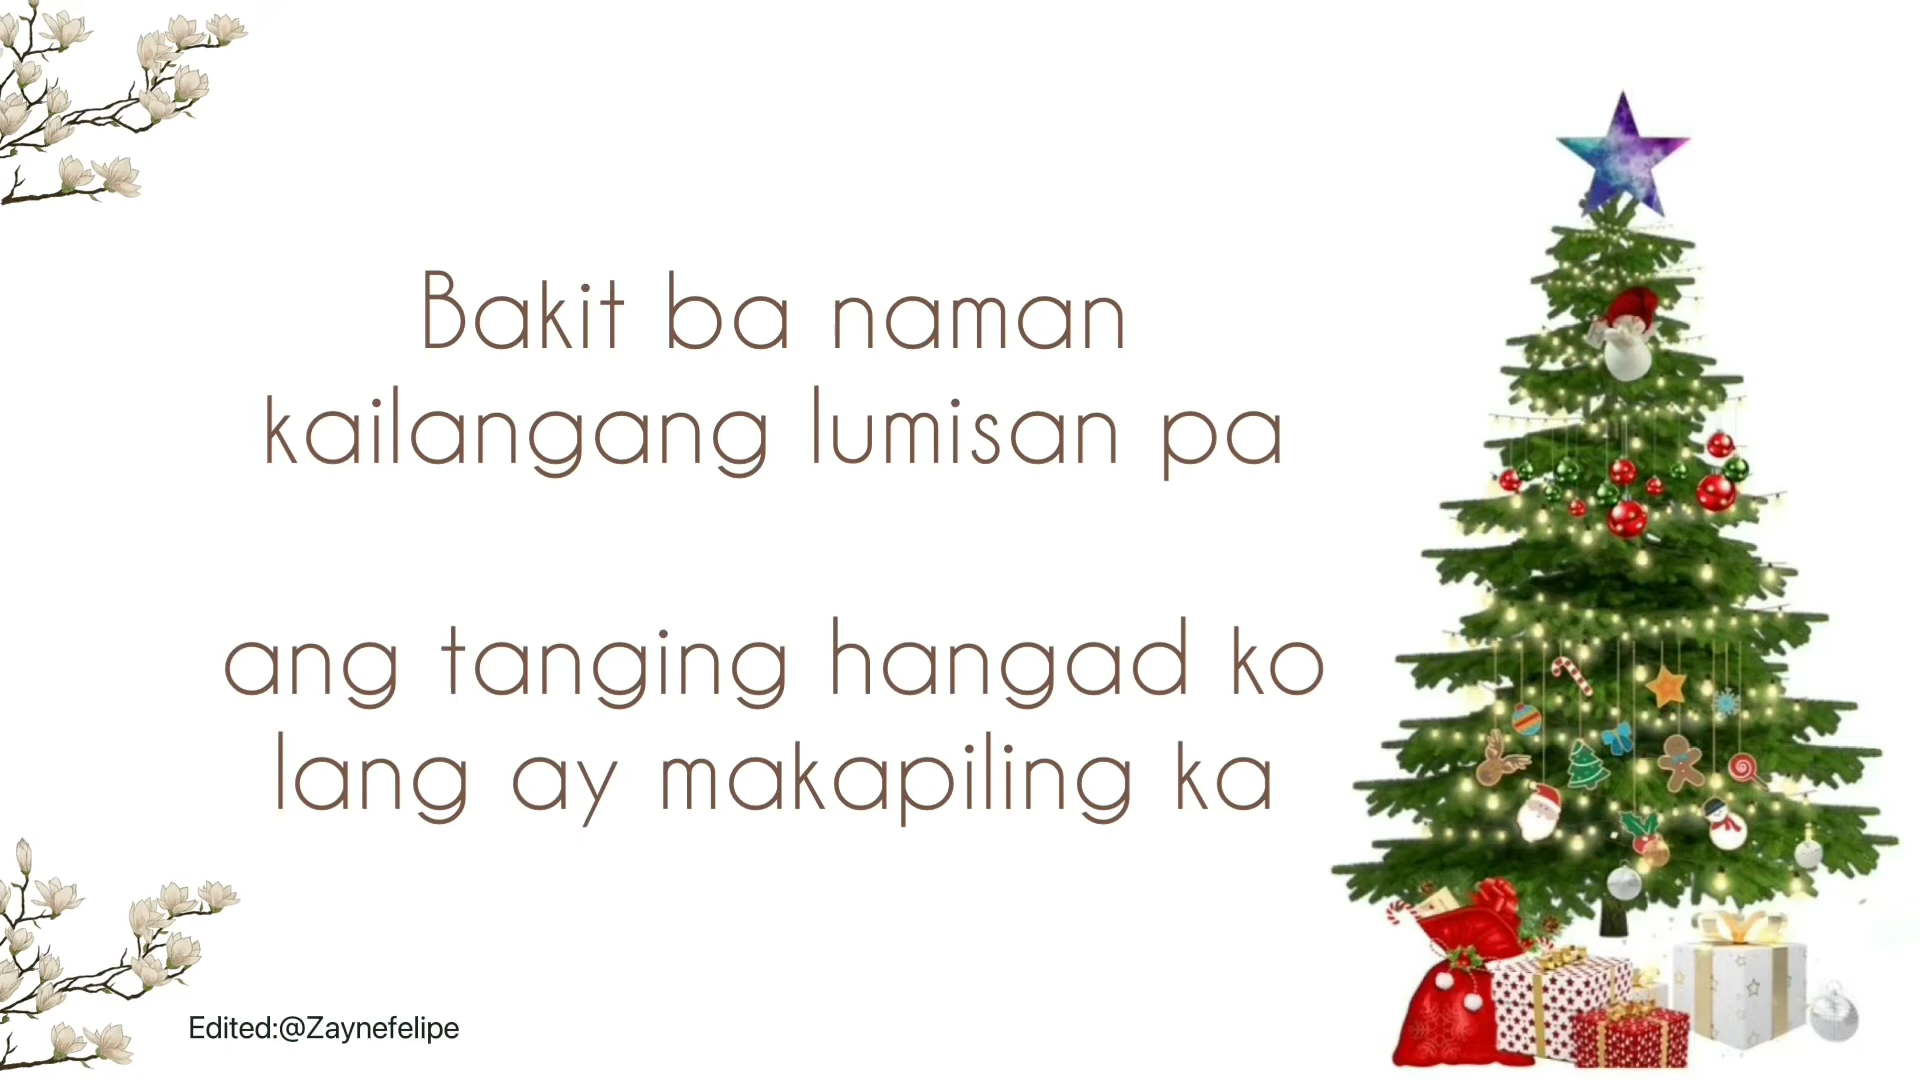 Bakit ba naman
kailangang lumisan pa
ang tanging hangad ko
lang ay makapiling ka
Edited:@Zaynefelipe